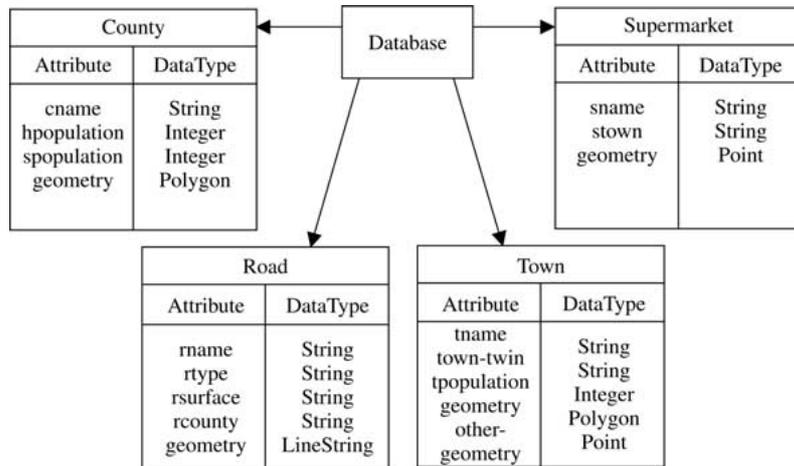 Database
County
Attribute DataType
cname String
hpopulation Integer
spopulation Integer
geometry Polygon
Supermarket
Attribute DataType
sname String
stown String
geometry Point
Road
Attribute DataType
rname String
rtype String
rsurface String
rcounty String
geometry LineString
Town
Attribute DataType
tname String
town-twin String
tpopulation Integer
geometry Polygon
other- Point
geometry